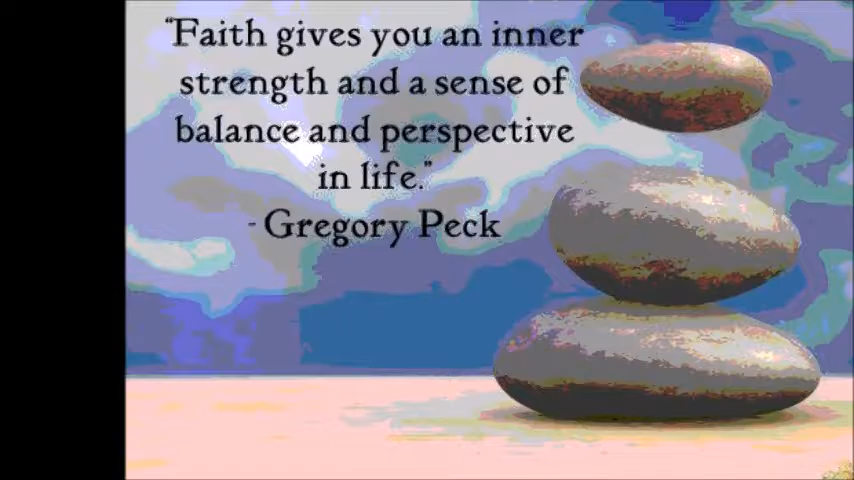 “Faith gives you an inner
strength and a sense of
balance and perspective
in life.”
- Gregory Peck